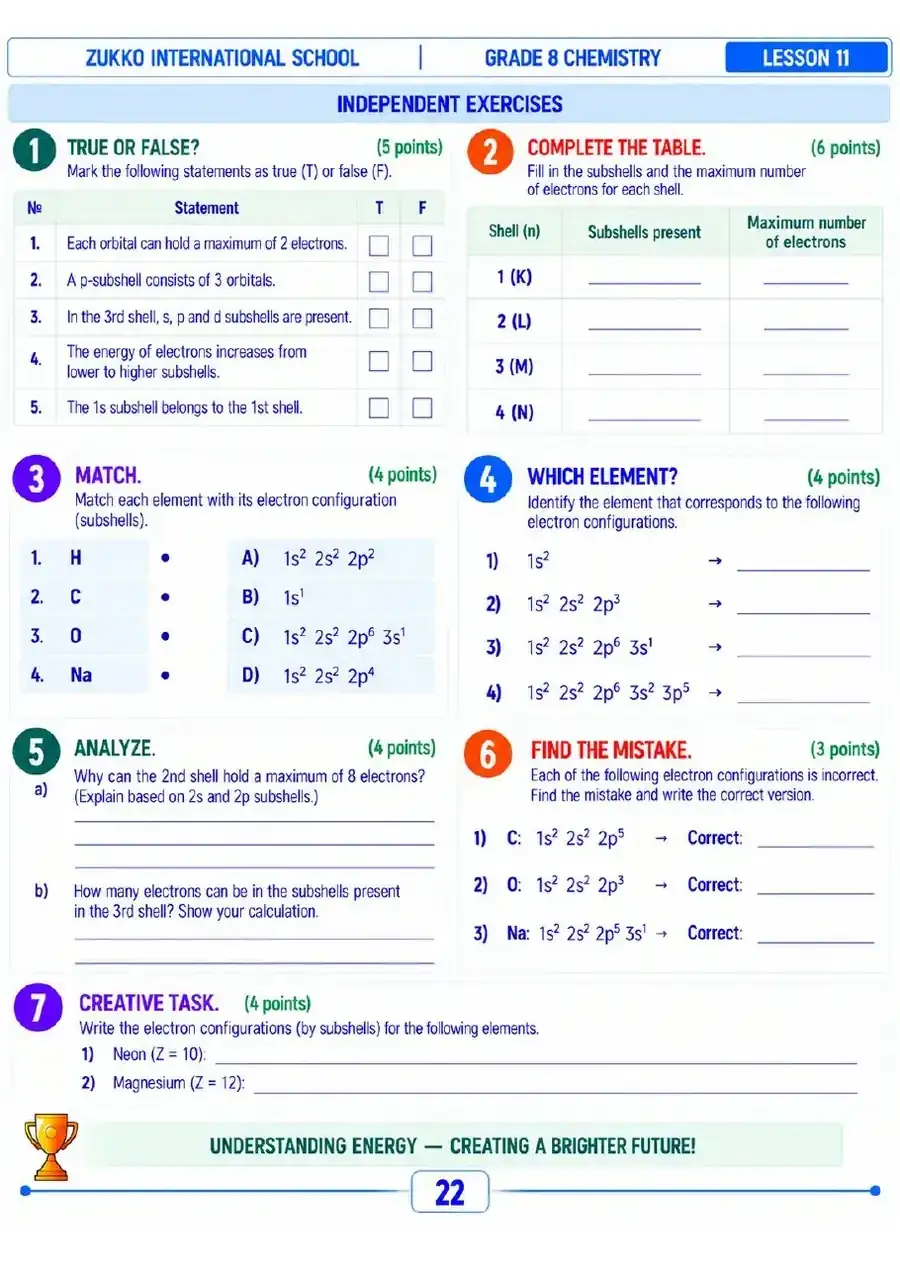 ZUKKO INTERNATIONAL SCHOOL | GRADE 8 CHEMISTRY LESSON 11
INDEPENDENT EXERCISES
1 TRUE OR FALSE? (5 points)
Mark the following statements as true (T) or false (F).
№ Statement T F
1. Each orbital can hold a maximum of 2 electrons.
2. A p-subshell consists of 3 orbitals.
3. In the 3rd shell, s, p and d subshells are present.
4. The energy of electrons increases from
lower to higher subshells.
5. The 1s subshell belongs to the 1st shell.
2 COMPLETE THE TABLE. (6 points)
Fill in the subshells and the maximum number
of electrons for each shell.
Shell (n) Subshells present Maximum number
of electrons
1 (K)
2 (L)
3 (M)
4 (N)
3 MATCH. (4 points)
Match each element with its electron configuration
(subshells).
1. H • A) 1s² 2s² 2p²
2. C • B) 1s¹
3. O • C) 1s² 2s² 2p⁶ 3s¹
4. Na • D) 1s² 2s² 2p⁴
4 WHICH ELEMENT? (4 points)
Identify the element that corresponds to the following
electron configurations.
1) 1s² →
2) 1s² 2s² 2p³ →
3) 1s² 2s² 2p⁶ 3s¹ →
4) 1s² 2s² 2p⁶ 3s² 3p⁵ →
5 ANALYZE. (4 points)
a) Why can the 2nd shell hold a maximum of 8 electrons?
(Explain based on 2s and 2p subshells.)
b) How many electrons can be in the subshells present
in the 3rd shell? Show your calculation.
6 FIND THE MISTAKE. (3 points)
Each of the following electron configurations is incorrect.
Find the mistake and write the correct version.
1) C: 1s² 2s² 2p⁵ → Correct:
2) O: 1s² 2s² 2p³ → Correct:
3) Na: 1s² 2s² 2p⁵ 3s¹ → Correct:
7 CREATIVE TASK. (4 points)
Write the electron configurations (by subshells) for the following elements.
1) Neon (Z = 10):
2) Magnesium (Z = 12):
UNDERSTANDING ENERGY — CREATING A BRIGHTER FUTURE!
22